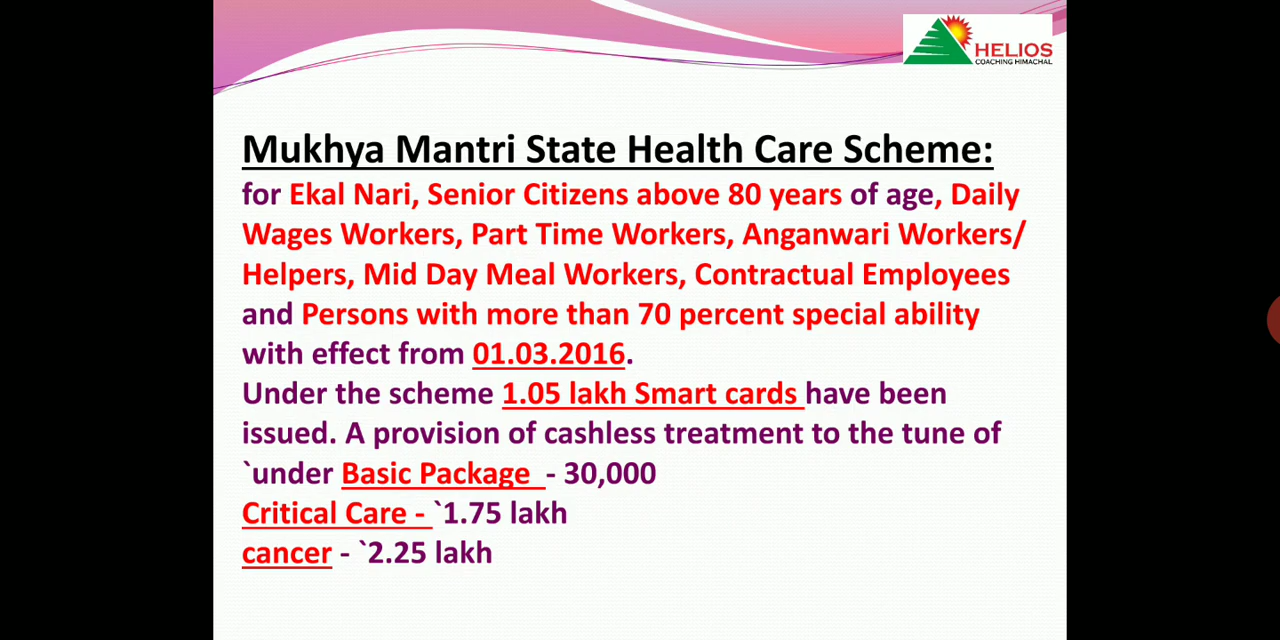 HELIOS
COACHING HIMACHAL
Mukhya Mantri State Health Care Scheme:
for Ekal Nari, Senior Citizens above 80 years of age, Daily
Wages Workers, Part Time Workers, Anganwari Workers/
Helpers, Mid Day Meal Workers, Contractual Employees
and Persons with more than 70 percent special ability
with effect from 01.03.2016.
Under the scheme 1.05 lakh Smart cards have been
issued. A provision of cashless treatment to the tune of
`under Basic Package - 30,000
Critical Care - `1.75 lakh
cancer - `2.25 lakh